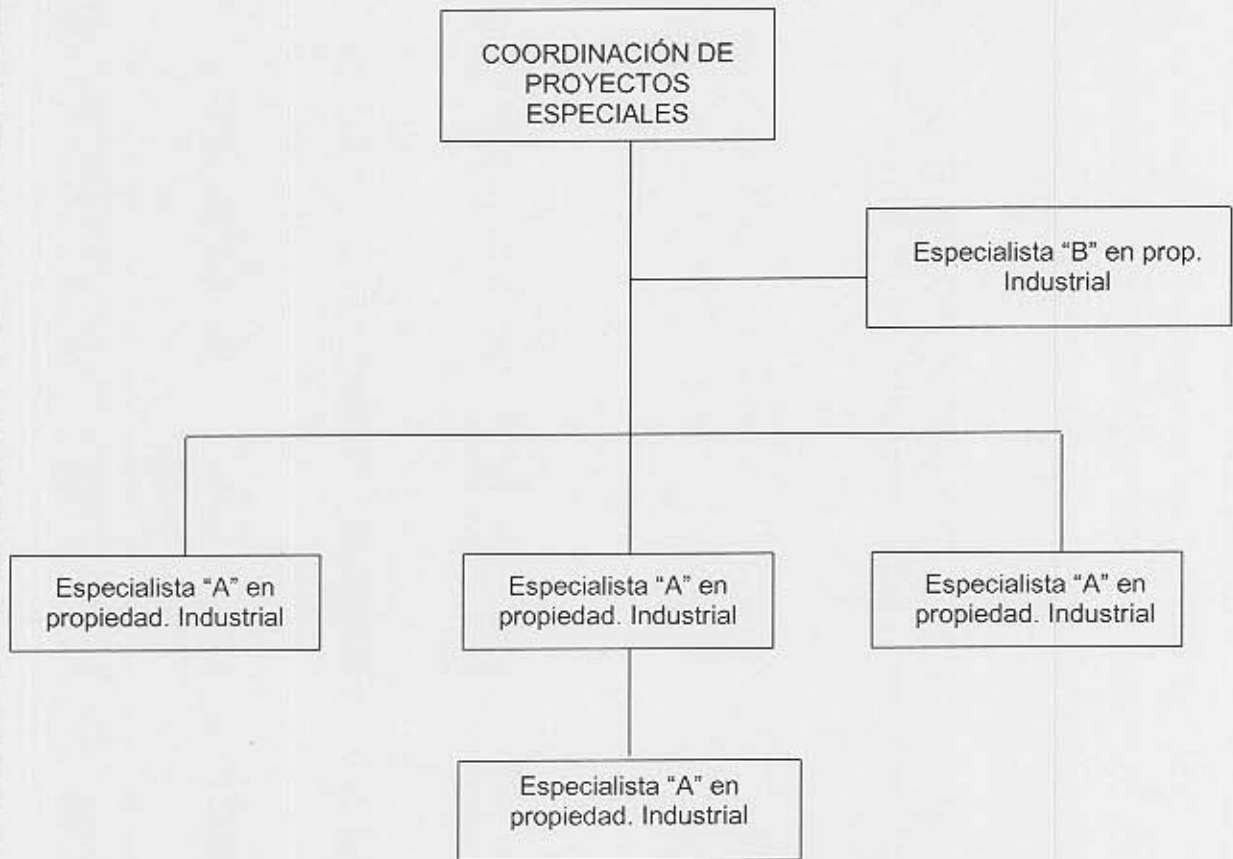 COORDINACIÓN DE
PROYECTOS
ESPECIALES
Especialista “B” en prop.
Industrial
Especialista “A” en
propiedad. Industrial
Especialista “A” en
propiedad. Industrial
Especialista “A” en
propiedad. Industrial
Especialista “A” en
propiedad. Industrial